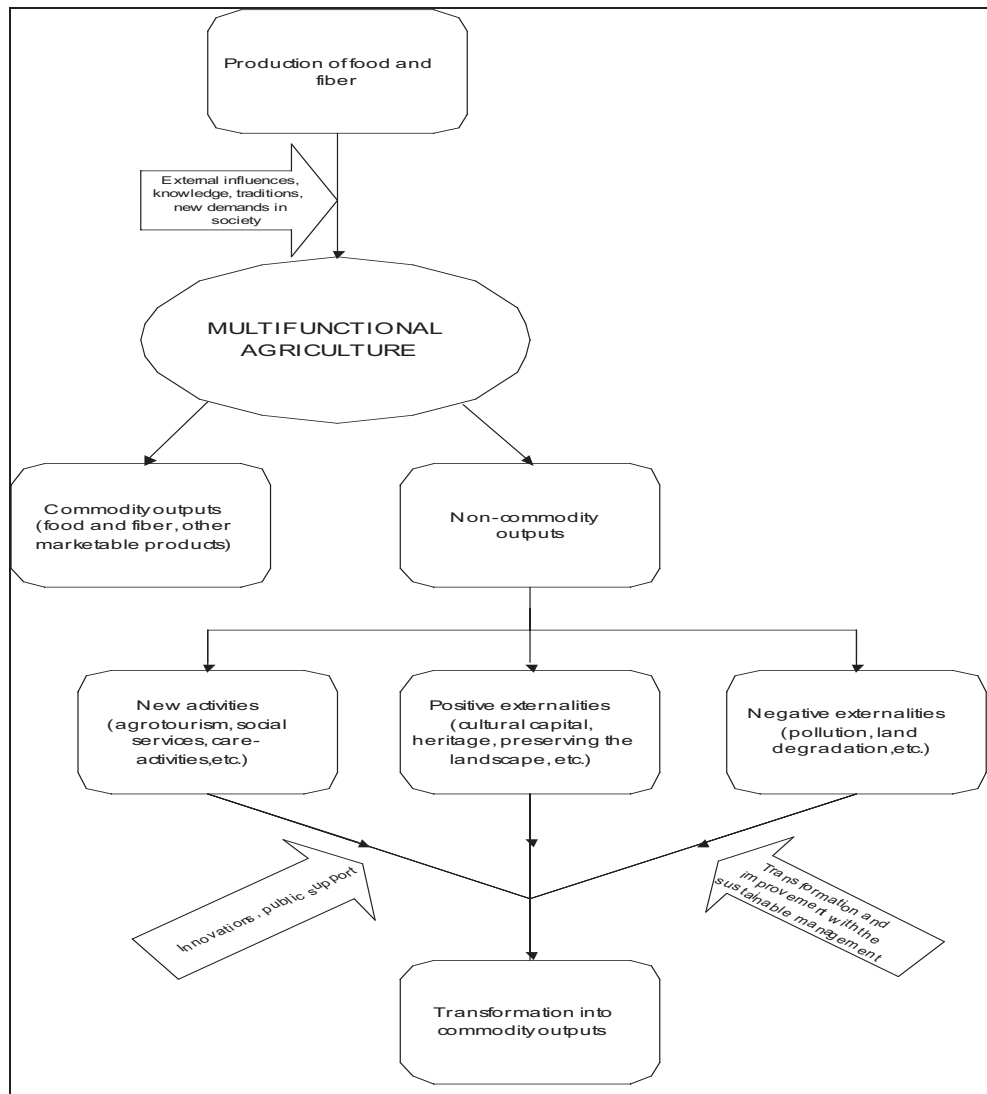 Production of food and
fiber
External influences,
knowledge, traditions,
new demands in
society
MULTIFUNCTIONAL
AGRICULTURE
Commodity outputs
(food and fiber, other
marketable products)
Non-commodity
outputs
New activities
(agrotourism, social
services, care-
activities,etc.)
Positive externalities
(cultural capital,
heritage, preserving the
landscape, etc.)
Negative externalities
(pollution, land
degradation,etc.)
Innovations, public support
Transformation and
improvement with the
sustainable management
Transformation into
commodity outputs